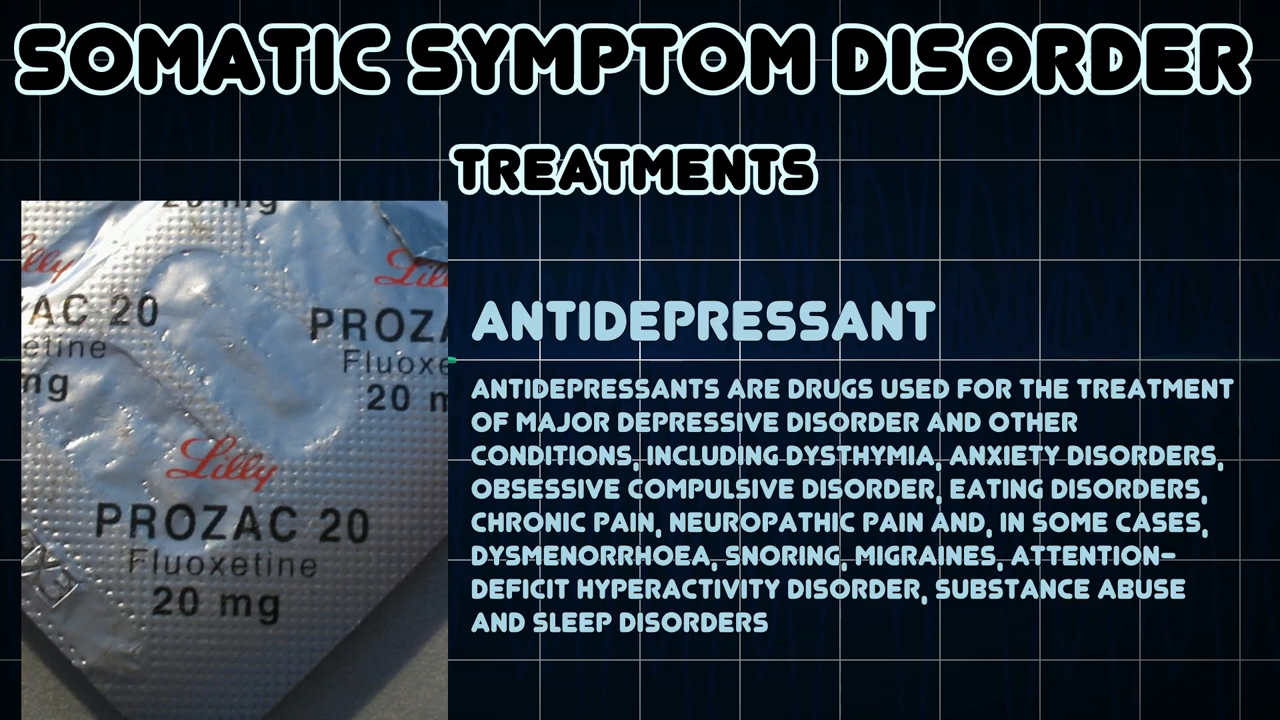 SOMATIC SYMPTOM DISORDER
TREATMENTS
20 mg
Lilly
AC 20
mg
PROZA
Fluoxe
20 m
Lilly
PROZAC 20
Fluoxetine
20 mg
ANTIDEPRESSANT
ANTIDEPRESSANTS ARE DRUGS USED FOR THE TREATMENT
OF MAJOR DEPRESSIVE DISORDER AND OTHER
CONDITIONS, INCLUDING DYSTHYMIA, ANXIETY DISORDERS,
OBSESSIVE COMPULSIVE DISORDER, EATING DISORDERS,
CHRONIC PAIN, NEUROPATHIC PAIN AND, IN SOME CASES,
DYSMENORRHOEA, SNORING, MIGRAINES, ATTENTION-
DEFICIT HYPERACTIVITY DISORDER, SUBSTANCE ABUSE
AND SLEEP DISORDERS